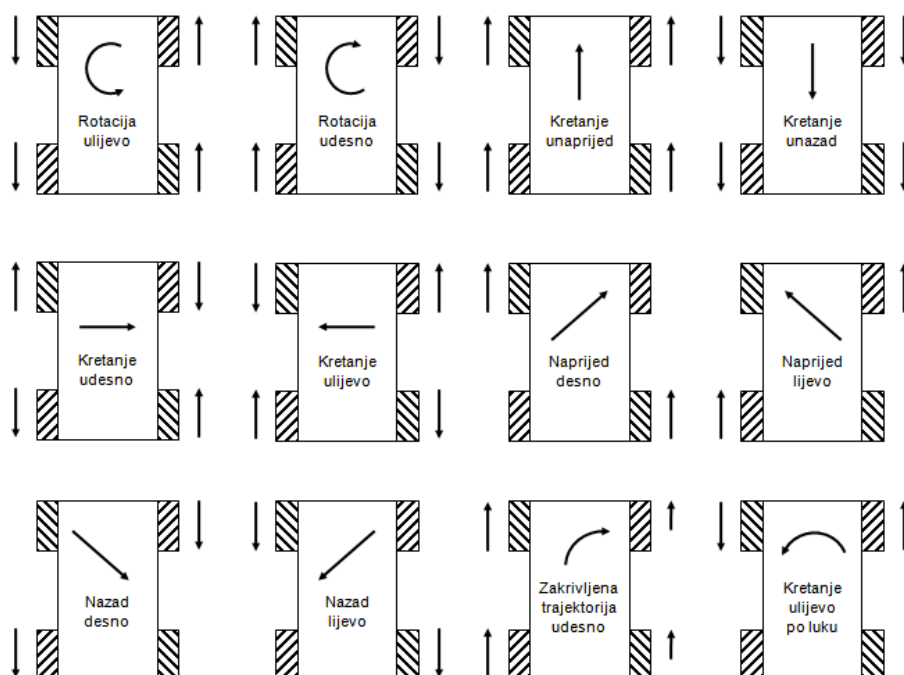 Rotacija
ulijevo
Rotacija
udesno
Kretanje
unaprijed
Kretanje
unazad
Kretanje
udesno
Kretanje
ulijevo
Naprijed
desno
Naprijed
lijevo
Nazad
desno
Nazad
lijevo
Zakrivljena
trajektorija
udesno
Kretanje
ulijevo
po luku